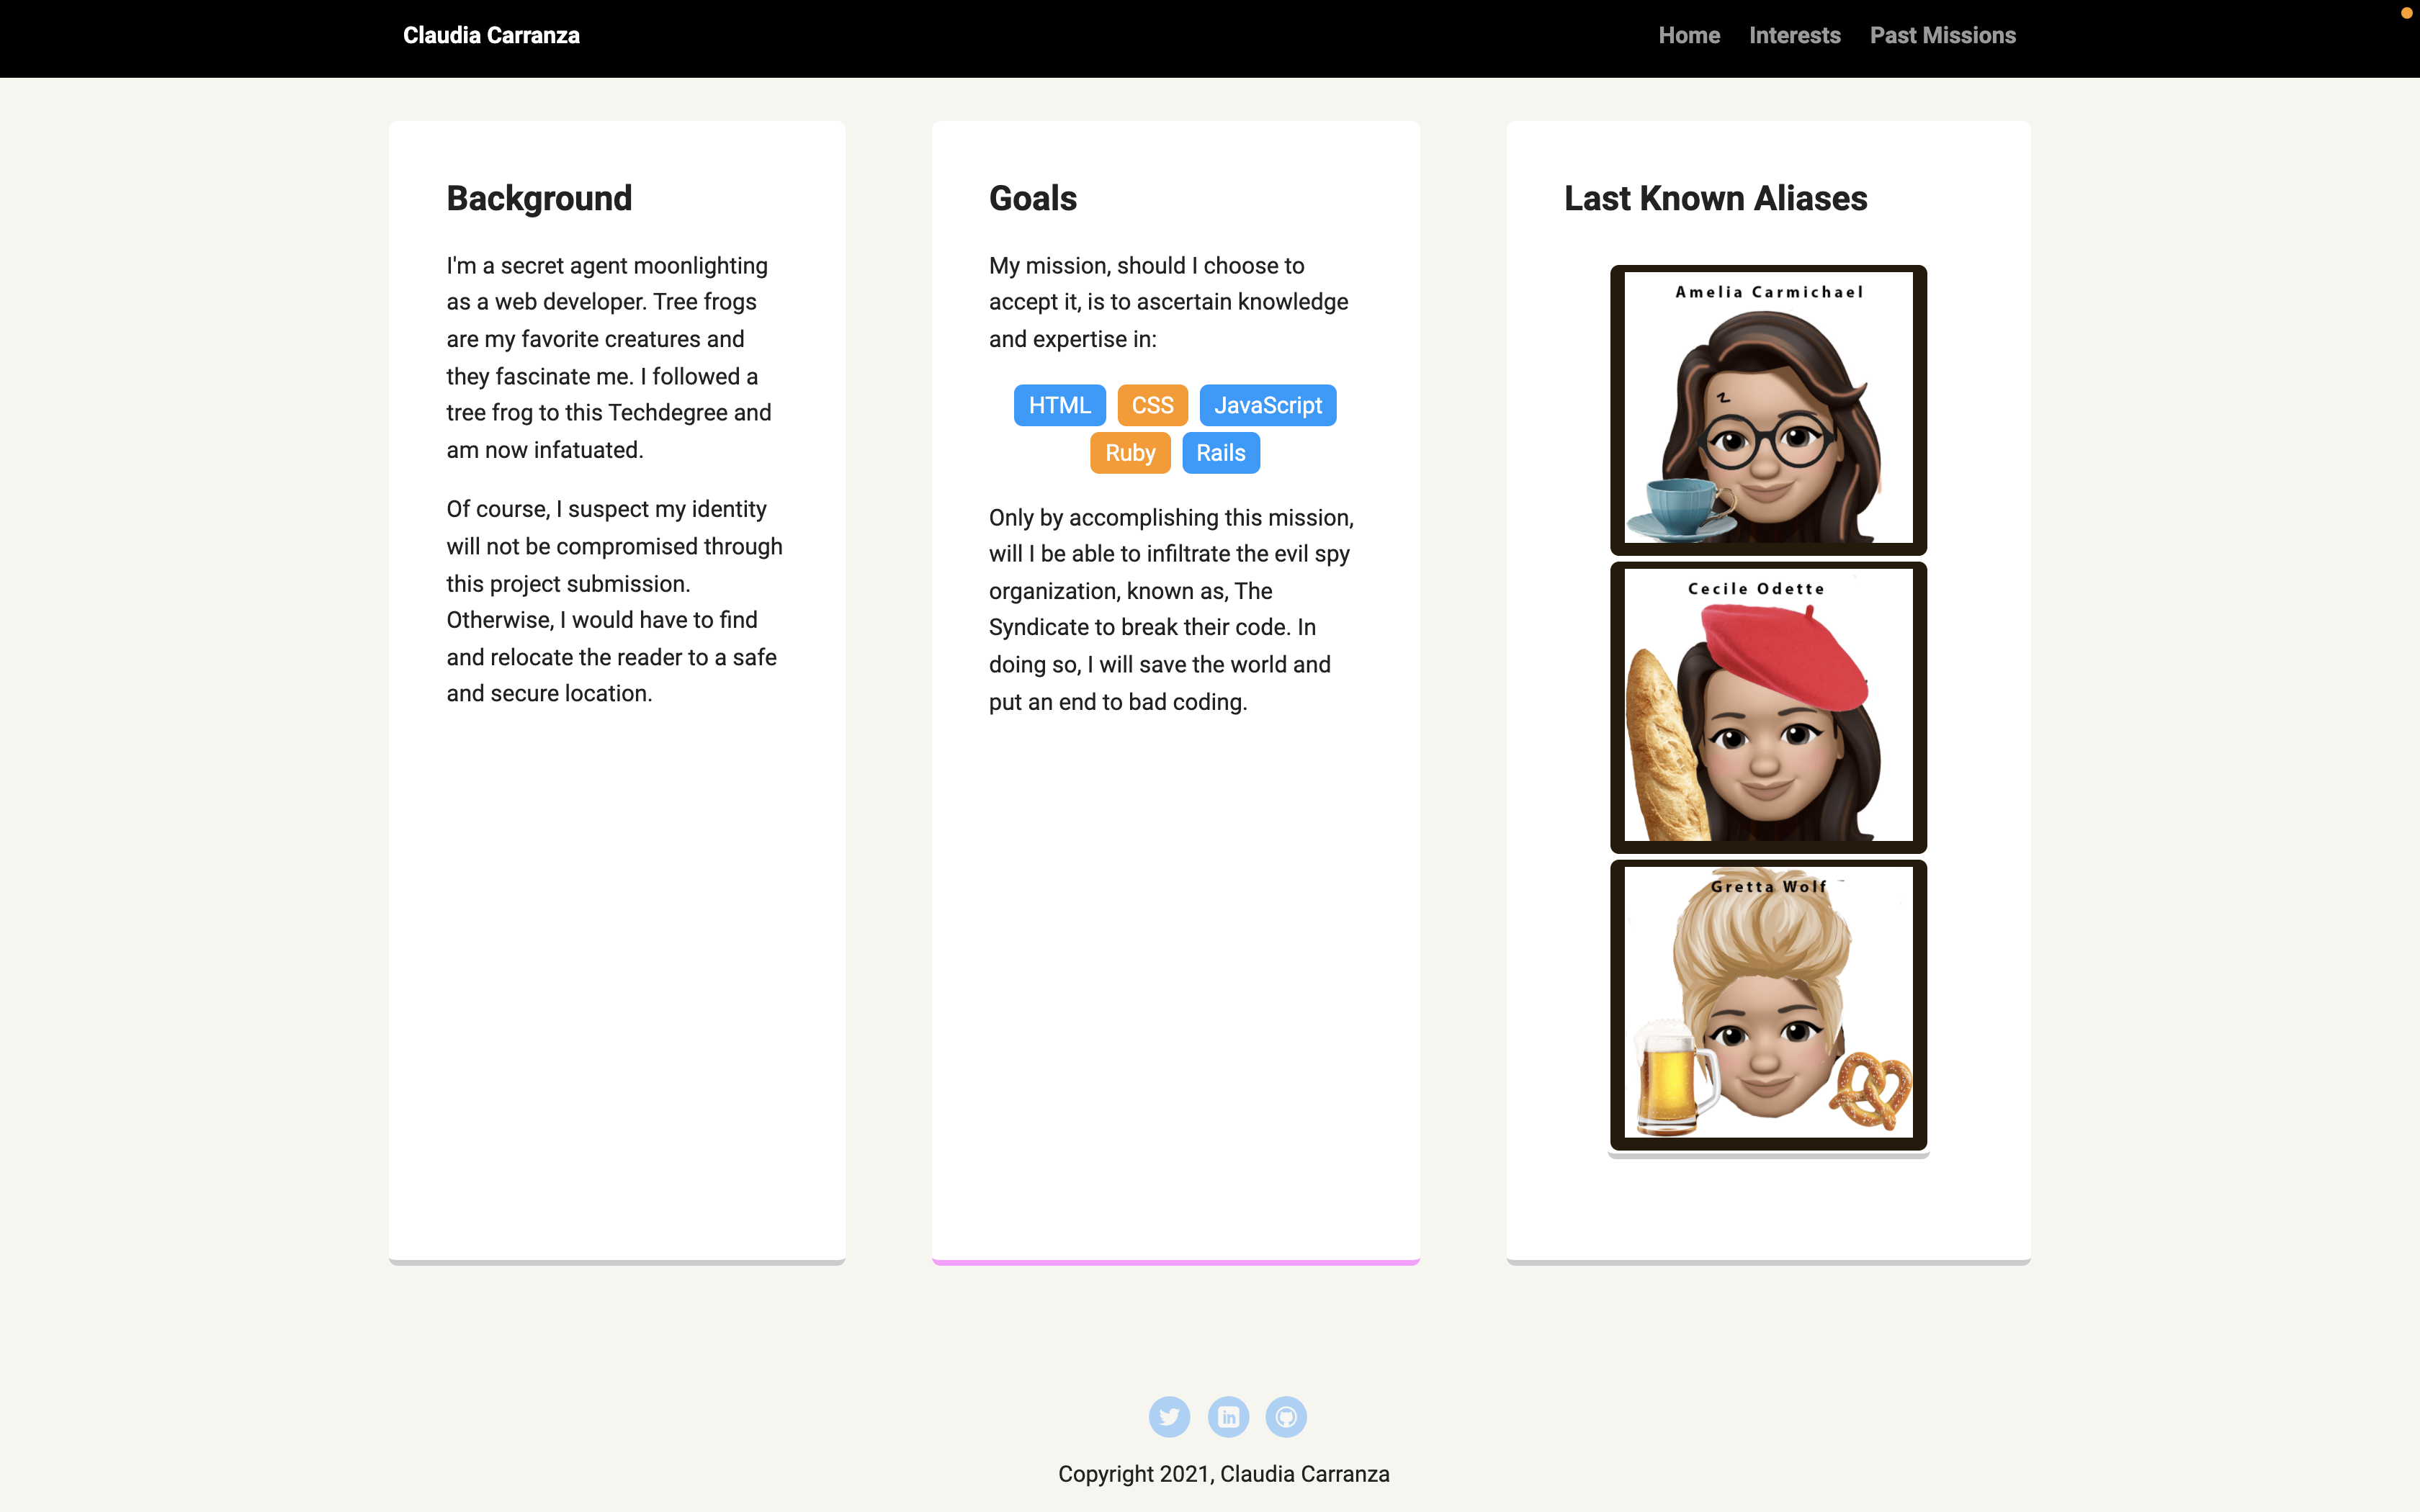 Claudia Carranza
Home Interests Past Missions
Background
I'm a secret agent moonlighting
as a web developer. Tree frogs
are my favorite creatures and
they fascinate me. I followed a
tree frog to this Techdegree and
am now infatuated.
Of course, I suspect my identity
will not be compromised through
this project submission.
Otherwise, I would have to find
and relocate the reader to a safe
and secure location.
Goals
My mission, should I choose to
accept it, is to ascertain knowledge
and expertise in:
HTML CSS JavaScript
Ruby Rails
Only by accomplishing this mission,
will I be able to infiltrate the evil spy
organization, known as, The
Syndicate to break their code. In
doing so, I will save the world and
put an end to bad coding.
Last Known Aliases
Amelia Carmichael
Cecile Odette
Gretta Wolf
in
Copyright 2021, Claudia Carranza